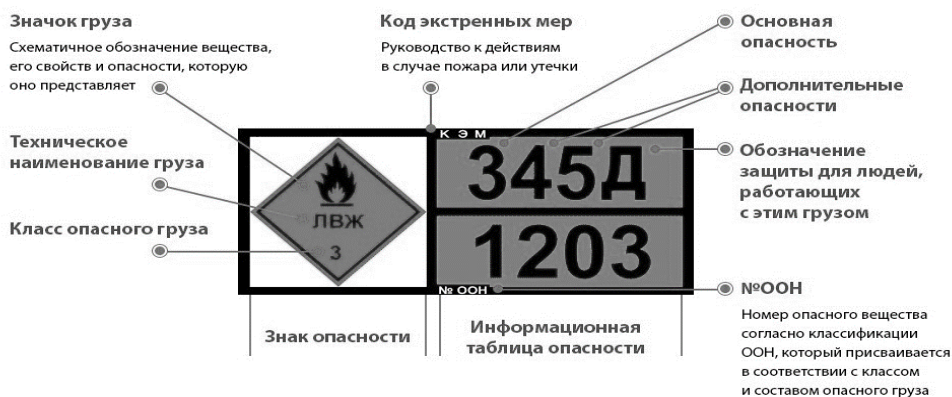 Значок груза
Схематичное обозначение вещества,
его свойств и опасности, которую
оно представляет
Техническое
наименование груза
Класс опасного груза
Код экстренных мер
Руководство к действиям
в случае пожара или утечки
Основная
опасность
Дополнительные
опасности
Обозначение
защиты для людей,
работающих
с этим грузом
К Э М
345Д
1203
№ ООН
ЛВЖ
3
Знак опасности
Информационная
таблица опасности
№ООН
Номер опасного вещества
согласно классификации
ООН, который присваивается
в соответствии с классом
и составом опасного груза